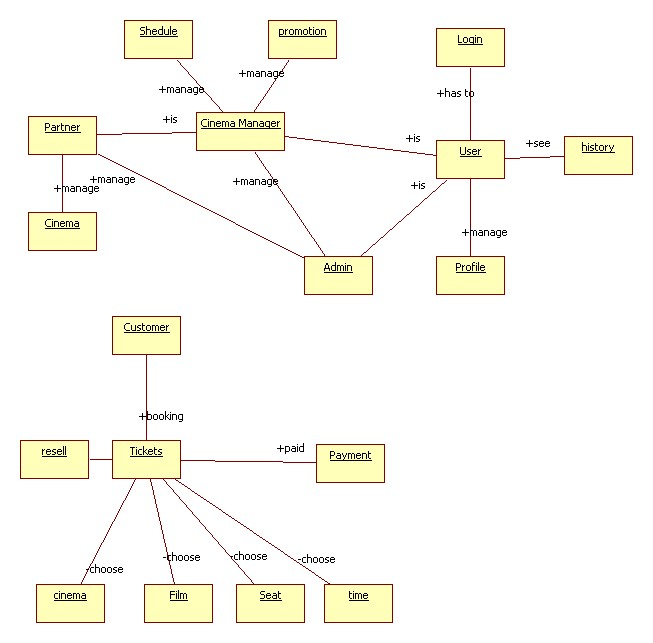 Shedule
promotion
Login
+manage
+manage
+has to
Partner
+is
Cinema Manager
+is
User
+see
history
+manage
+manage
+manage
+is
Cinema
+manage
Admin
Profile
Customer
+booking
resell
Tickets
+paid
Payment
-choose
-choose
-choose
-choose
cinema
Film
Seat
time